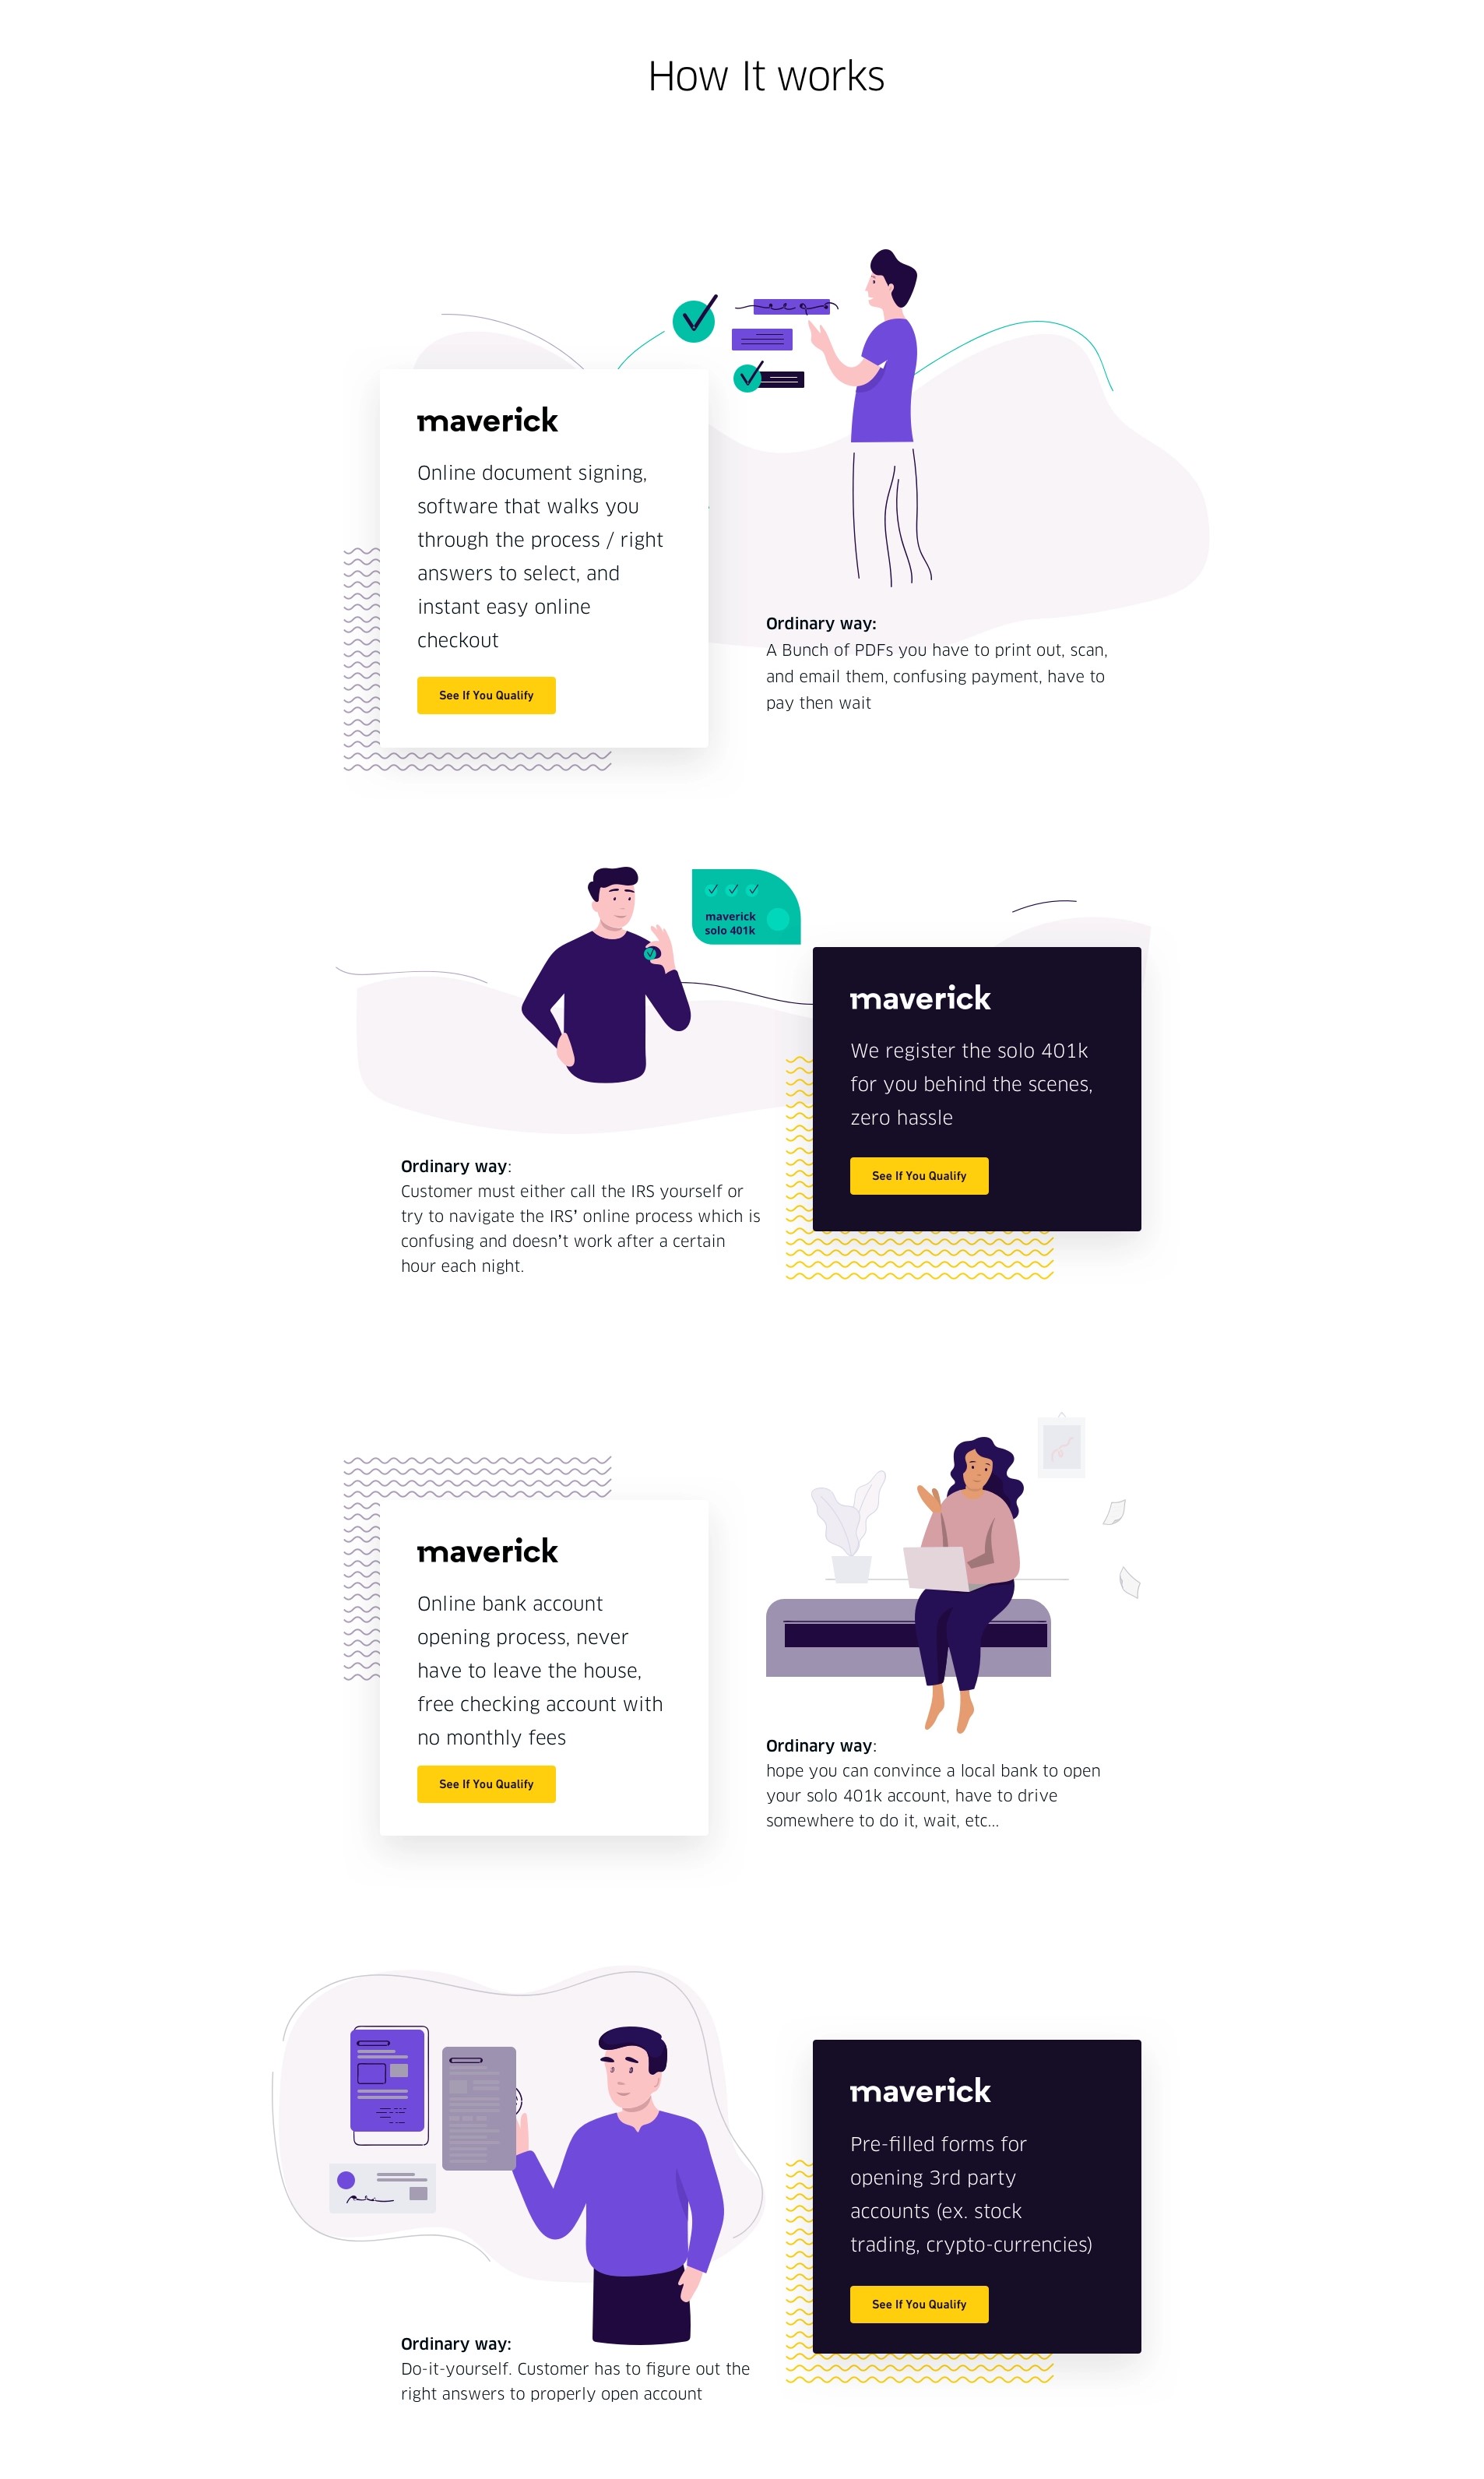 How It works
maverick
Online document signing,
software that walks you
through the process / right
answers to select, and
instant easy online
checkout
See If You Qualify
Ordinary way:
A Bunch of PDFs you have to print out, scan,
and email them, confusing payment, have to
pay then wait
maverick
solo 401k
Ordinary way:
Customer must either call the IRS yourself or
try to navigate the IRS’ online process which is
confusing and doesn’t work after a certain
hour each night.
maverick
We register the solo 401k
for you behind the scenes,
zero hassle
See If You Qualify
maverick
Online bank account
opening process, never
have to leave the house,
free checking account with
no monthly fees
See If You Qualify
Ordinary way:
hope you can convince a local bank to open
your solo 401k account, have to drive
somewhere to do it, wait, etc...
Ordinary way:
Do-it-yourself. Customer has to figure out the
right answers to properly open account
maverick
Pre-filled forms for
opening 3rd party
accounts (ex. stock
trading, crypto-currencies)
See If You Qualify